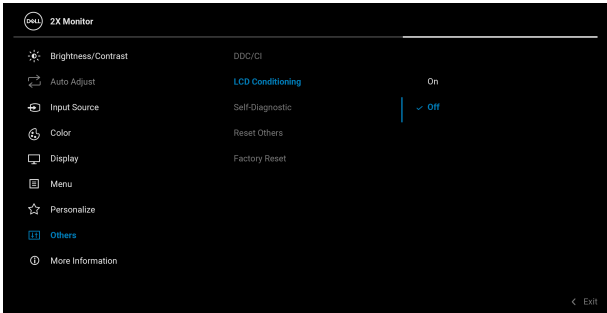 DELL 2X Monitor
Brightness/Contrast DDC/CI
Auto Adjust LCD Conditioning On
Input Source Self-Diagnostic Off
Color Reset Others
Display Factory Reset
Menu
Personalize
Others
More Information
Exit